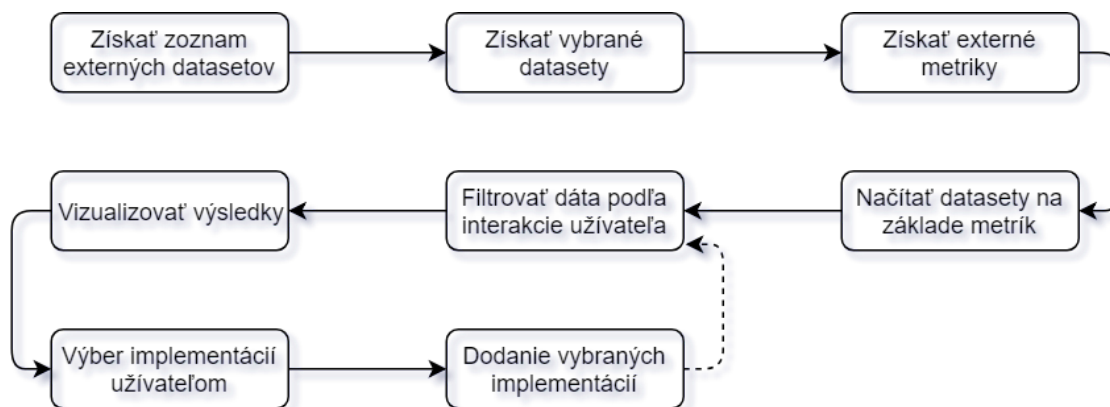 Získať zoznam
externých datasetov
Získať vybrané
datasety
Získať externé
metriky
Načítať datasety na
základe metrík
Filtrovať dáta podľa
interakcie užívateľa
Vizualizovať výsledky
Výber implementácií
užívateľom
Dodanie vybraných
implementácií